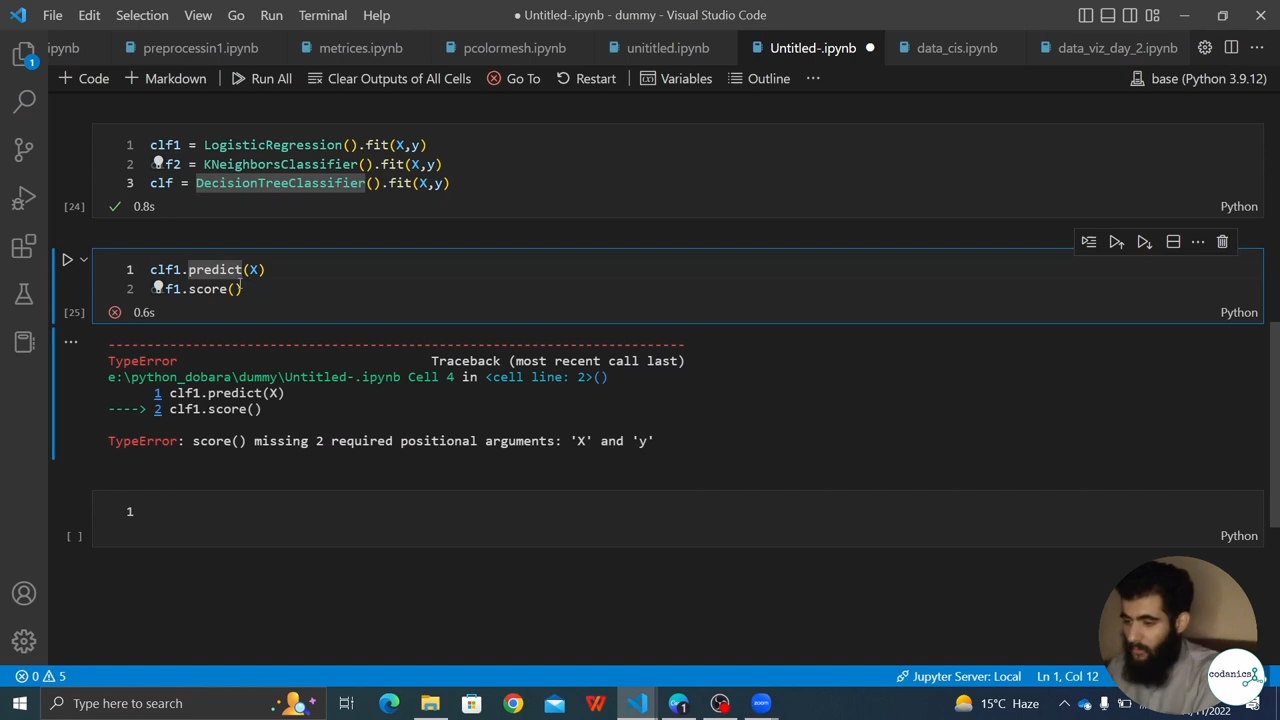 File Edit Selection View Go Run Terminal Help
● Untitled-.ipynb - dummy - Visual Studio Code
ipynb preprocessin1.ipynb metrices.ipynb pcolormesh.ipynb unititled.ipynb Untitled-.ipynb ● data_cis.ipynb data_viz_day_2.ipynb
+ Code + Markdown Run All Clear Outputs of All Cells Go To Restart Variables Outline ... base (Python 3.9.12)
1 clf1 = LogisticRegression().fit(X,y)
2 f2 = KNeighborsClassifier().fit(X,y)
3 clf = DecisionTreeClassifier().fit(X,y)
[24] 0.8s Python
1 clf1.predict(X)
2 f1.score()
[25] 0.6s Python
---------------------------------------------------------------------------
TypeError Traceback (most recent call last)
e:\python_dobara\dummy\Untitled-.ipynb Cell 4 in <cell line: 2>()
1 clf1.predict(X)
----> 2 clf1.score()
TypeError: score() missing 2 required positional arguments: 'X' and 'y'
1
[ ] Python
1
codanics
0 5 Jupyter Server: Local Ln 1, Col 12
Type here to search 1 15°C Haze /2022